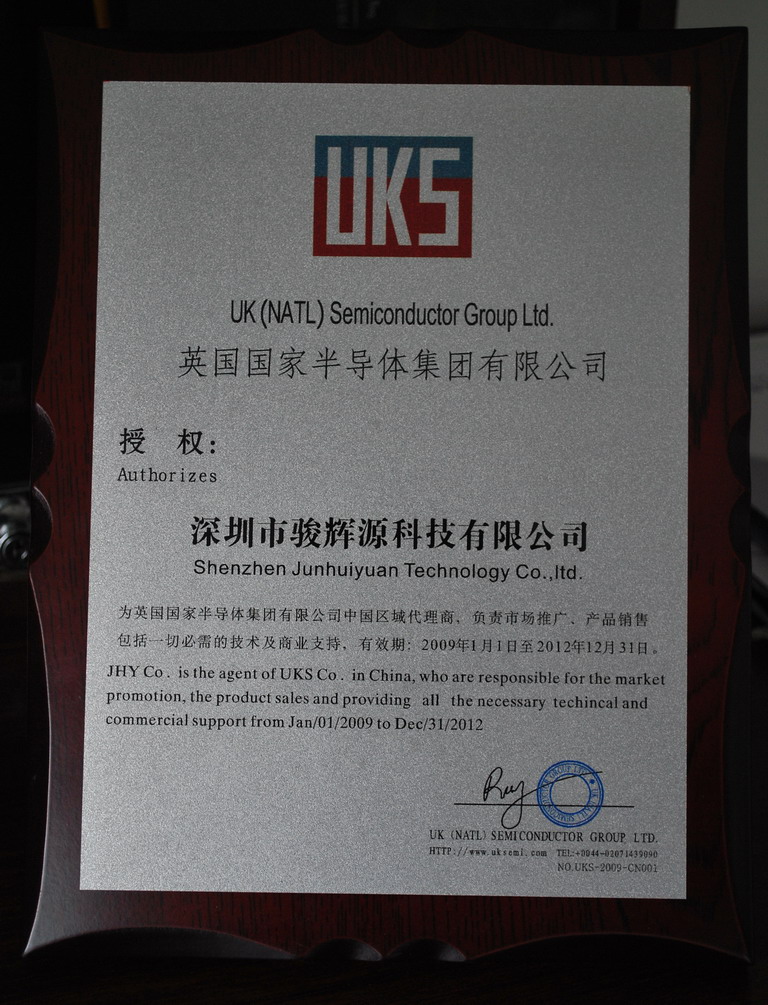 UKS
UK (NATL) Semiconductor Group Ltd.
英国国家半导体集团有限公司
授 权:
Authorizes
深圳市骏辉源科技有限公司
Shenzhen Junhuiyuan Technology Co.,ltd.
为英国国家半导体集团有限公司中国区域代理商、负责市场推广、产品销售
包括一切必需的技术及商业支持, 有效期: 2009年1月1日至2012年12月31日。
JHY Co. is the agent of UKS Co. in China, who are responsible for the market
promotion, the product sales and providing all the necessary techincal and
commercial support from Jan/01/2009 to Dec/31/2012
UK (NATL) SEMICONDUCTOR GROUP LTD.
HTTP://www.uksemi.com TEL:+0044-02071439090
NO.UKS-2009-CN001